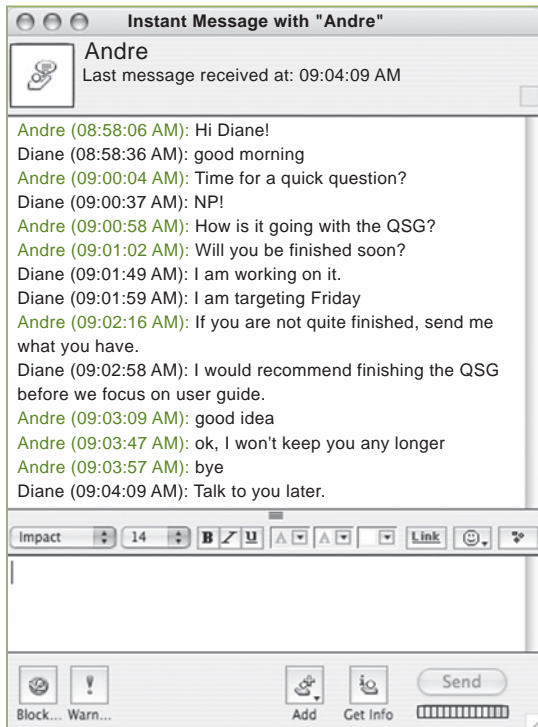 Instant Message with "Andre"
Andre
Last message received at: 09:04:09 AM
Andre (08:58:06 AM): Hi Diane!
Diane (08:58:36 AM): good morning
Andre (09:00:04 AM): Time for a quick question?
Diane (09:00:37 AM): NP!
Andre (09:00:58 AM): How is it going with the QSG?
Andre (09:01:02 AM): Will you be finished soon?
Diane (09:01:49 AM): I am working on it.
Diane (09:01:59 AM): I am targeting Friday
Andre (09:02:16 AM): If you are not quite finished, send me
what you have.
Diane (09:02:58 AM): I would recommend finishing the QSG
before we focus on user guide.
Andre (09:03:09 AM): good idea
Andre (09:03:47 AM): ok, I won't keep you any longer
Andre (09:03:57 AM): bye
Diane (09:04:09 AM): Talk to you later.
Impact 14 B I U A A Link
Block... Warn... Add Get Info Send